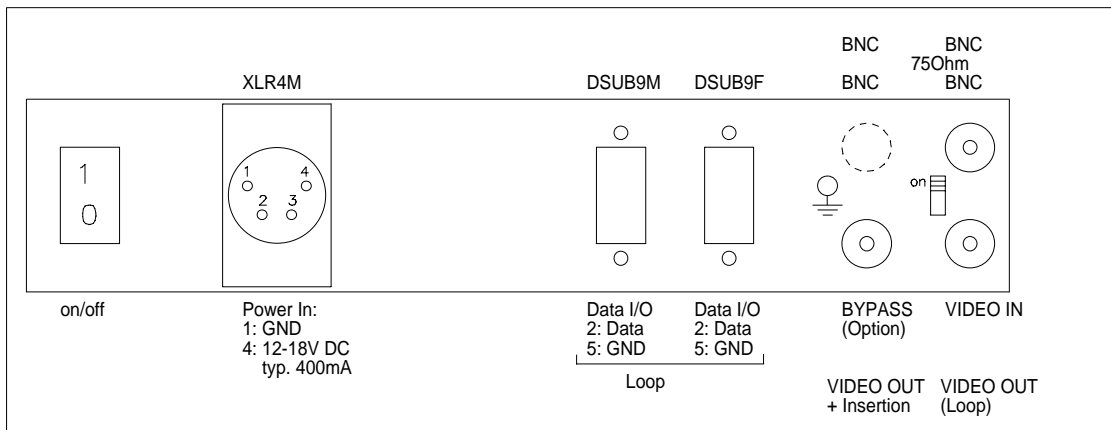 BNC BNC
75Ohm
XLR4M DSUB9M DSUB9F BNC BNC
1
0
1 4
2 3
on
on/off Power In: Data I/O Data I/O BYPASS VIDEO IN
1: GND 2: Data 2: Data (Option)
4: 12-18V DC 5: GND 5: GND
typ. 400mA
Loop
VIDEO OUT VIDEO OUT
+ Insertion (Loop)